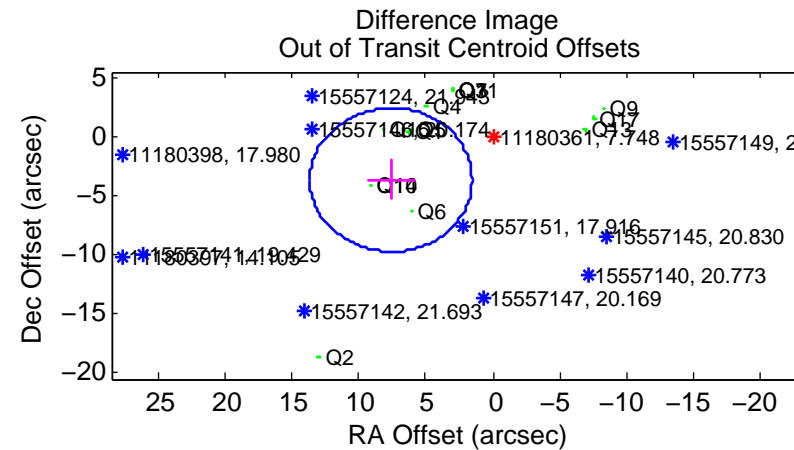 Difference Image
Out of Transit Centroid Offsets
Dec Offset (arcsec)
5
0
−5
−10
−15
−20
Q4
Q9
Q17
Q13
15557124, 21.943
11180361, 7.748
15557149, 2
11180398, 17.980
Q6
15557151, 17.916
15557145, 20.830
15557140, 20.773
15557147, 20.169
15557142, 21.693
Q2
25
20
15
10
5
0
−5
−10
−15
−20
RA Offset (arcsec)